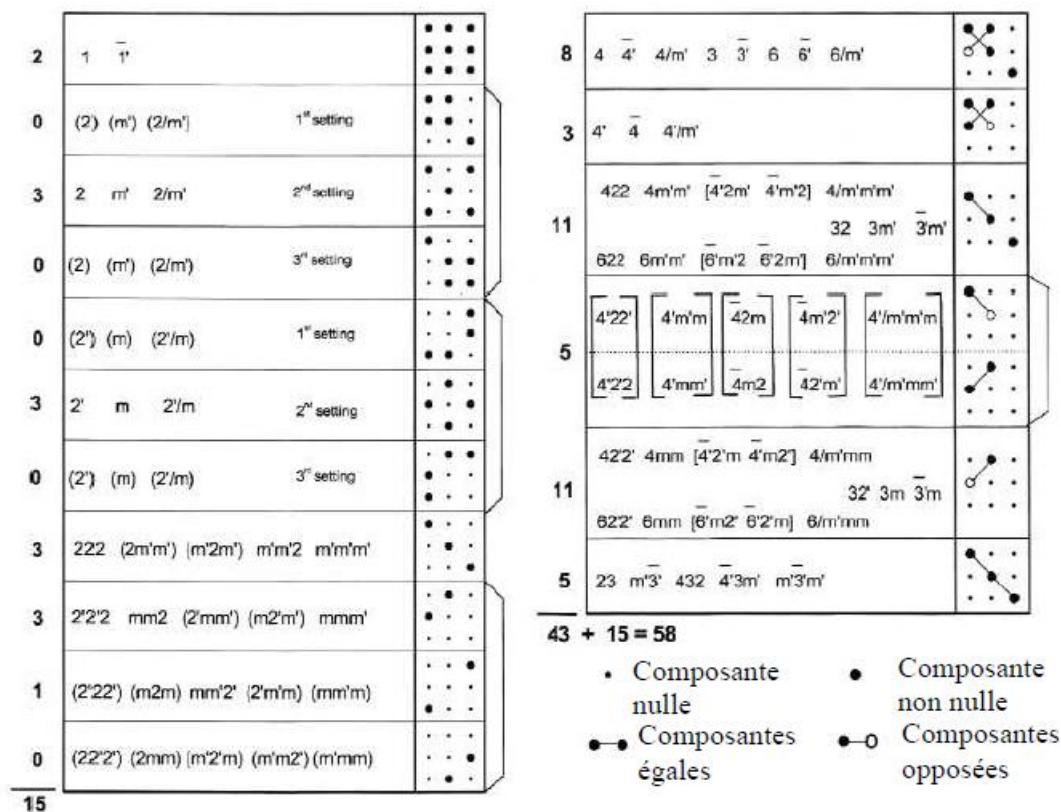 2 1 1̄'
0 (2) (m') (2/m') 1st setting
3 2 m' 2/m' 2nd setting
0 (2) (m') (2/m') 3rd setting
0 (2') (m) (2'/m) 1st setting
3 2' m 2'/m 2nd setting
0 (2') (m) (2'/m) 3rd setting
3 222 (2m'm') (m'2m') m'm'2 m'm'm'
3 2'2'2 mm2 (2'mm') (m2'm') mmm'
1 (2'22') (m2m) mm'2' (2'm'm) (mm'm)
0 (22'2') (2mm) (m'2'm) (m'm2') (m'mm)
15
8 4 4̄' 4/m' 3 3̄' 6 6̄' 6/m'
3 4' 4̄ 4'/m'
422 4m'm' [4̄'2m' 4̄'m'2] 4/m'm'm'
11 32 3m' 3̄'m'
622 6m'm' [6̄'m'2 6̄'2m'] 6/m'm'm'
4'22' 4'm'm 4̄2m 4̄m'2' 4'/m'm'm
5
4'2'2 4'mm' 4̄m2 4̄2'm' 4'/m'mm'
42'2' 4mm [4̄'2'm 4̄'m2'] 4/m'mm
11 32' 3m 3̄'m
62'2' 6mm [6̄'m2' 6̄'2'm] 6/m'mm
5 23 m'3̄' 432 4̄'3m' m'3̄'m'
43 + 15 = 58
Composante nulle
Composante non nulle
Composantes égales
Composantes opposées